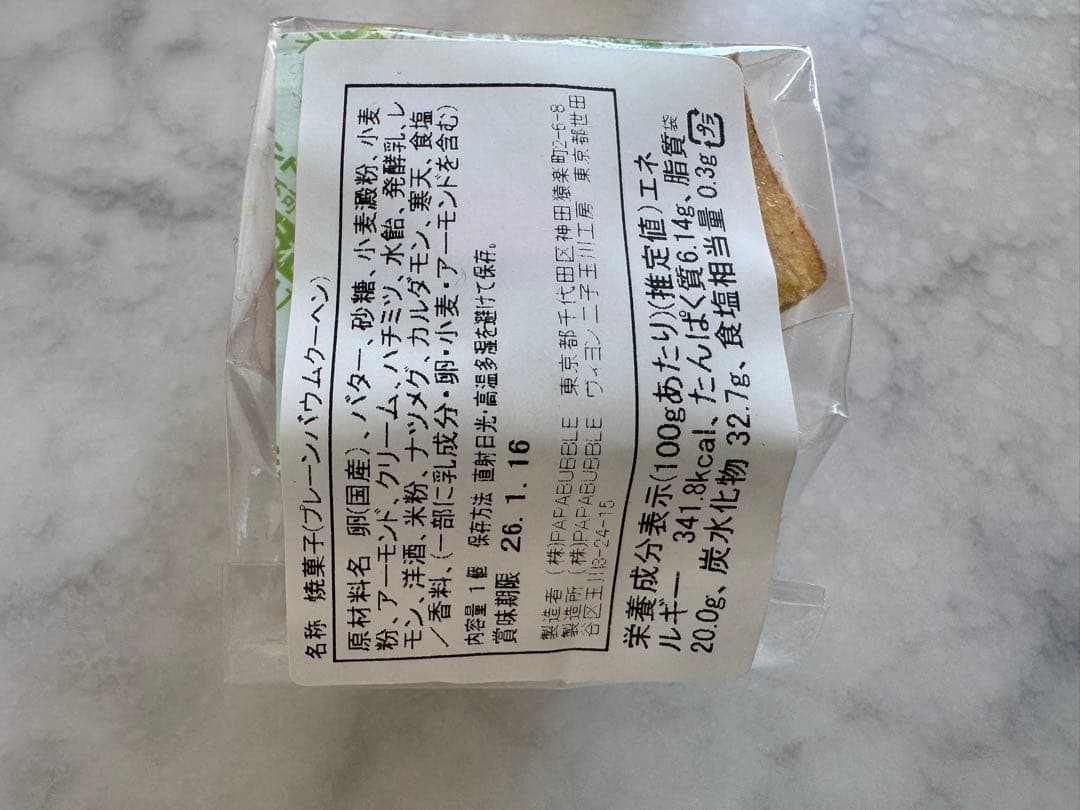 名称 焼菓子(プレーンバウムクーヘン)
原材料名 卵(国産)、バター、砂糖、小麦澱粉、小麦
粉、アーモンド、クリーム、ハチミツ、水飴、発酵乳、レ
モン、洋酒、米粉、ナツメグ、カルダモン、寒天、食塩
/香料、(一部に乳成分・卵・小麦・アーモンドを含む)
内容量 1個 保存方法 直射日光・高温多湿を避けて保存。
賞味期限 26.1.16
製造者 (株)PAPABUBBLE 東京都千代田区神田猿楽町2-6-8
製造所 (株)PAPABUBBLE ヴィヨン二子玉川工房 東京都世田
谷区玉川3-24-15
栄養成分表示(100gあたり)(推定値)エネ
ルギー 341.8kcal、たんぱく質6.14g、脂質
20.0g、炭水化物 32.7g、食塩相当量 0.3g
袋
プラ